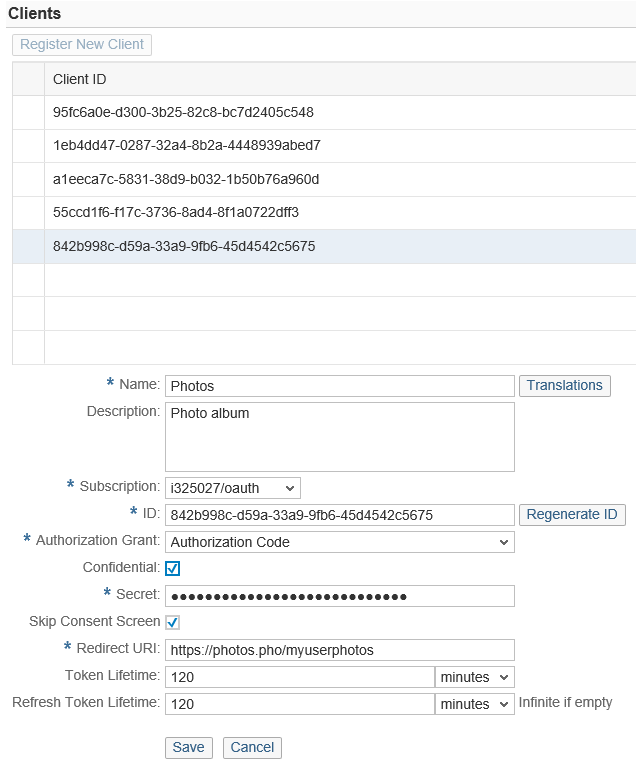 Clients
Register New Client
Client ID
95fc6a0e-d300-3b25-82c8-bc7d2405c548
1eb4dd47-0287-32a4-8b2a-4448939abed7
a1eeca7c-5831-38d9-b032-1b50b76a960d
55ccd1f6-f17c-3736-8ad4-8f1a0722dff3
842b998c-d59a-33a9-9fb6-45d4542c5675
* Name: Photos Translations
Description: Photo album
* Subscription: i325027/oauth
* ID: 842b998c-d59a-33a9-9fb6-45d4542c5675 Regenerate ID
* Authorization Grant: Authorization Code
Confidential:
* Secret: ●●●●●●●●●●●●●●●●●●●●●●●●●●●●
Skip Consent Screen
* Redirect URI: https://photos.pho/myuserphotos
Token Lifetime: 120 minutes
Refresh Token Lifetime: 120 minutes Infinite if empty
Save Cancel